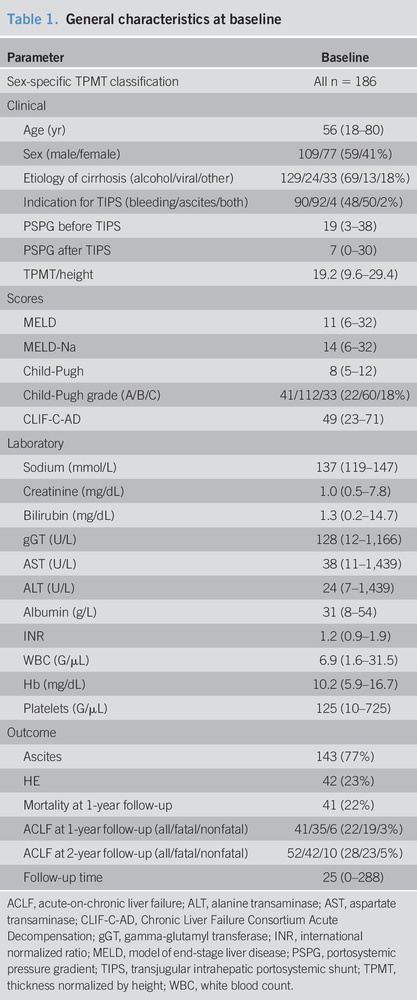 Table 1. General characteristics at baseline
Parameter Baseline
Sex-specific TPMT classification All n = 186
Clinical
Age (yr) 56 (18–80)
Sex (male/female) 109/77 (59/41%)
Etiology of cirrhosis (alcohol/viral/other) 129/24/33 (69/13/18%)
Indication for TIPS (bleeding/ascites/both) 90/92/4 (48/50/2%)
PSPG before TIPS 19 (3–38)
PSPG after TIPS 7 (0–30)
TPMT/height 19.2 (9.6–29.4)
Scores
MELD 11 (6–32)
MELD-Na 14 (6–32)
Child-Pugh 8 (5–12)
Child-Pugh grade (A/B/C) 41/112/33 (22/60/18%)
CLIF-C-AD 49 (23–71)
Laboratory
Sodium (mmol/L) 137 (119–147)
Creatinine (mg/dL) 1.0 (0.5–7.8)
Bilirubin (mg/dL) 1.3 (0.2–14.7)
gGT (U/L) 128 (12–1,166)
AST (U/L) 38 (11–1,439)
ALT (U/L) 24 (7–1,439)
Albumin (g/L) 31 (8–54)
INR 1.2 (0.9–1.9)
WBC (G/μL) 6.9 (1.6–31.5)
Hb (mg/dL) 10.2 (5.9–16.7)
Platelets (G/μL) 125 (10–725)
Outcome
Ascites 143 (77%)
HE 42 (23%)
Mortality at 1-year follow-up 41 (22%)
ACLF at 1-year follow-up (all/fatal/nonfatal) 41/35/6 (22/19/3%)
ACLF at 2-year follow-up (all/fatal/nonfatal) 52/42/10 (28/23/5%)
Follow-up time 25 (0–288)
ACLF, acute-on-chronic liver failure; ALT, alanine transaminase; AST, aspartate
transaminase; CLIF-C-AD, Chronic Liver Failure Consortium Acute
Decompensation; gGT, gamma-glutamyl transferase; INR, international
normalized ratio; MELD, model of end-stage liver disease; PSPG, portosystemic
pressure gradient; TIPS, transjugular intrahepatic portosystemic shunt; TPMT,
thickness normalized by height; WBC, white blood count.